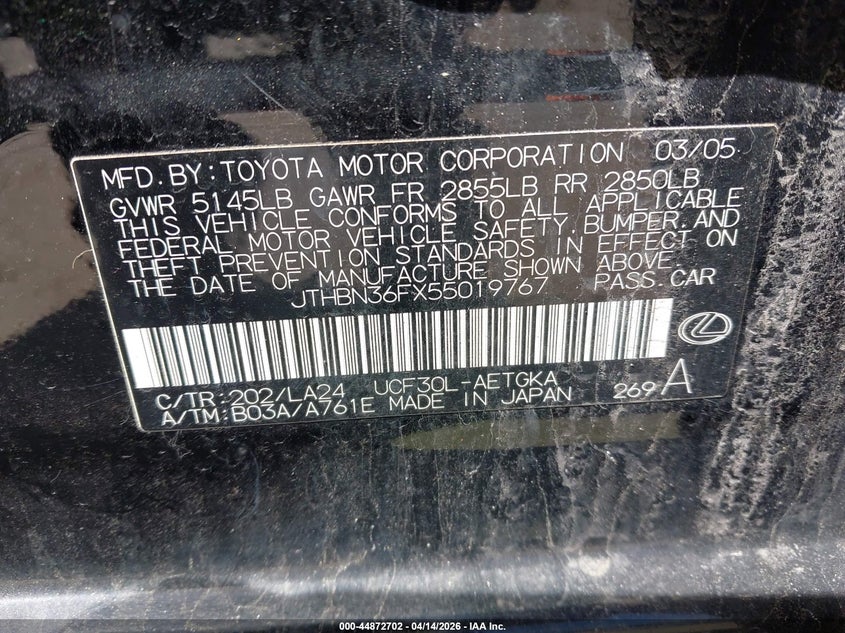 MFD.BY:TOYOTA MOTOR CORPORATION 03/05
GVWR 5145LB GAWR FR 2855LB RR 2850LB
THIS VEHICLE CONFORMS TO ALL APPLICABLE
FEDERAL MOTOR VEHICLE SAFETY,BUMPER,AND
THEFT PREVENTION STANDARDS IN EFFECT ON
THE DATE OF MANUFACTURE SHOWN ABOVE.
JTHBN36FX55019767 PASS.CAR
C/TR:202/LA24 UCF30L-AETGKA
A/TM:B03A/A761E MADE IN JAPAN 269 A
000-44872702 - 04/14/2026 - IAA Inc.